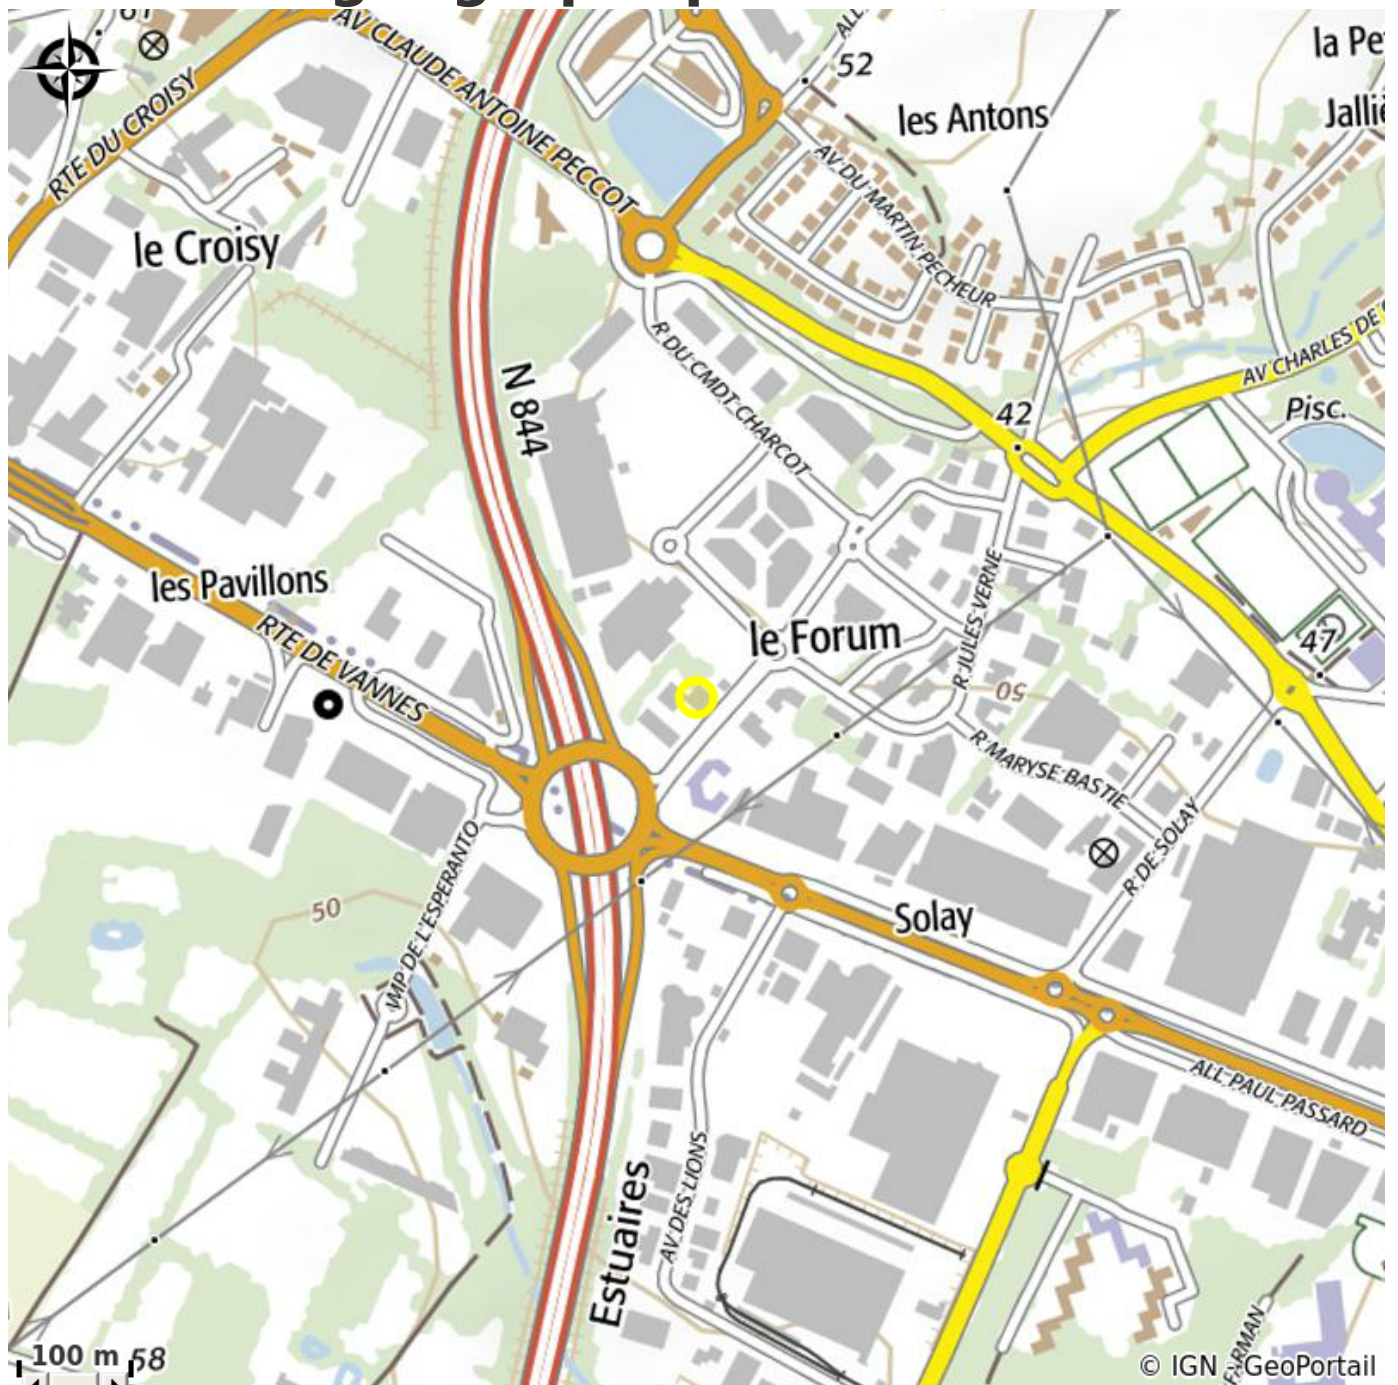 AV CLAUDE ANTOINE PECCOT
52
la Pe
les Antons
Jalliè
RTE DU CROISY
AV DU MARTIN PECHEUR
le Croisy
R DU CMDT CHARCOT
AV CHARLES DE
N 844
42
Pisc.
les Pavillons
RTE DE VANNES
le Forum
R JULES VERNE
47
50
R MARYSE BASTIE
R DE SOLAY
IMP DE L'ESPERANTO
50
Solay
ALL PAUL PASSARD
AV DES LIONS
Estuaires
FARMAN
100 m
58
© IGN - GeoPortail